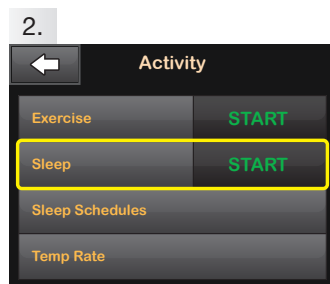 2.
Activity
Exercise START
Sleep START
Sleep Schedules
Temp Rate